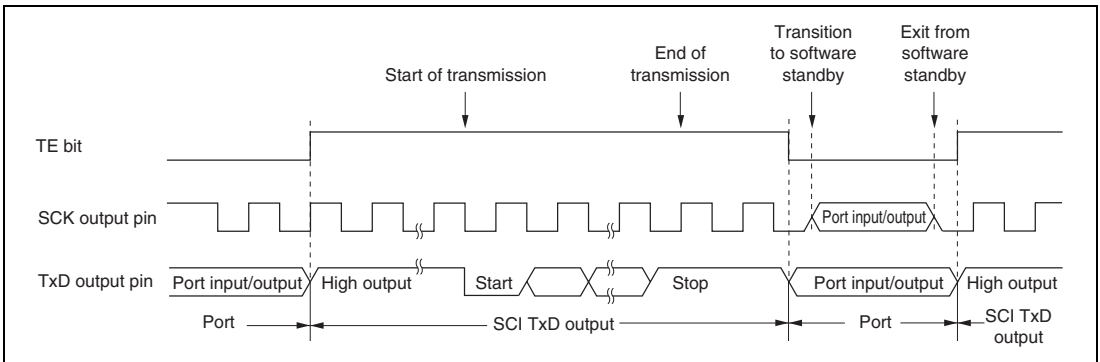 Start of transmission
End of
transmission
Transition
to software
standby
Exit from
software
standby
TE bit
SCK output pin
Port input/output
TxD output pin
Port input/output
High output
Start
Stop
Port input/output
High output
Port
SCI TxD output
Port
SCI TxD
output